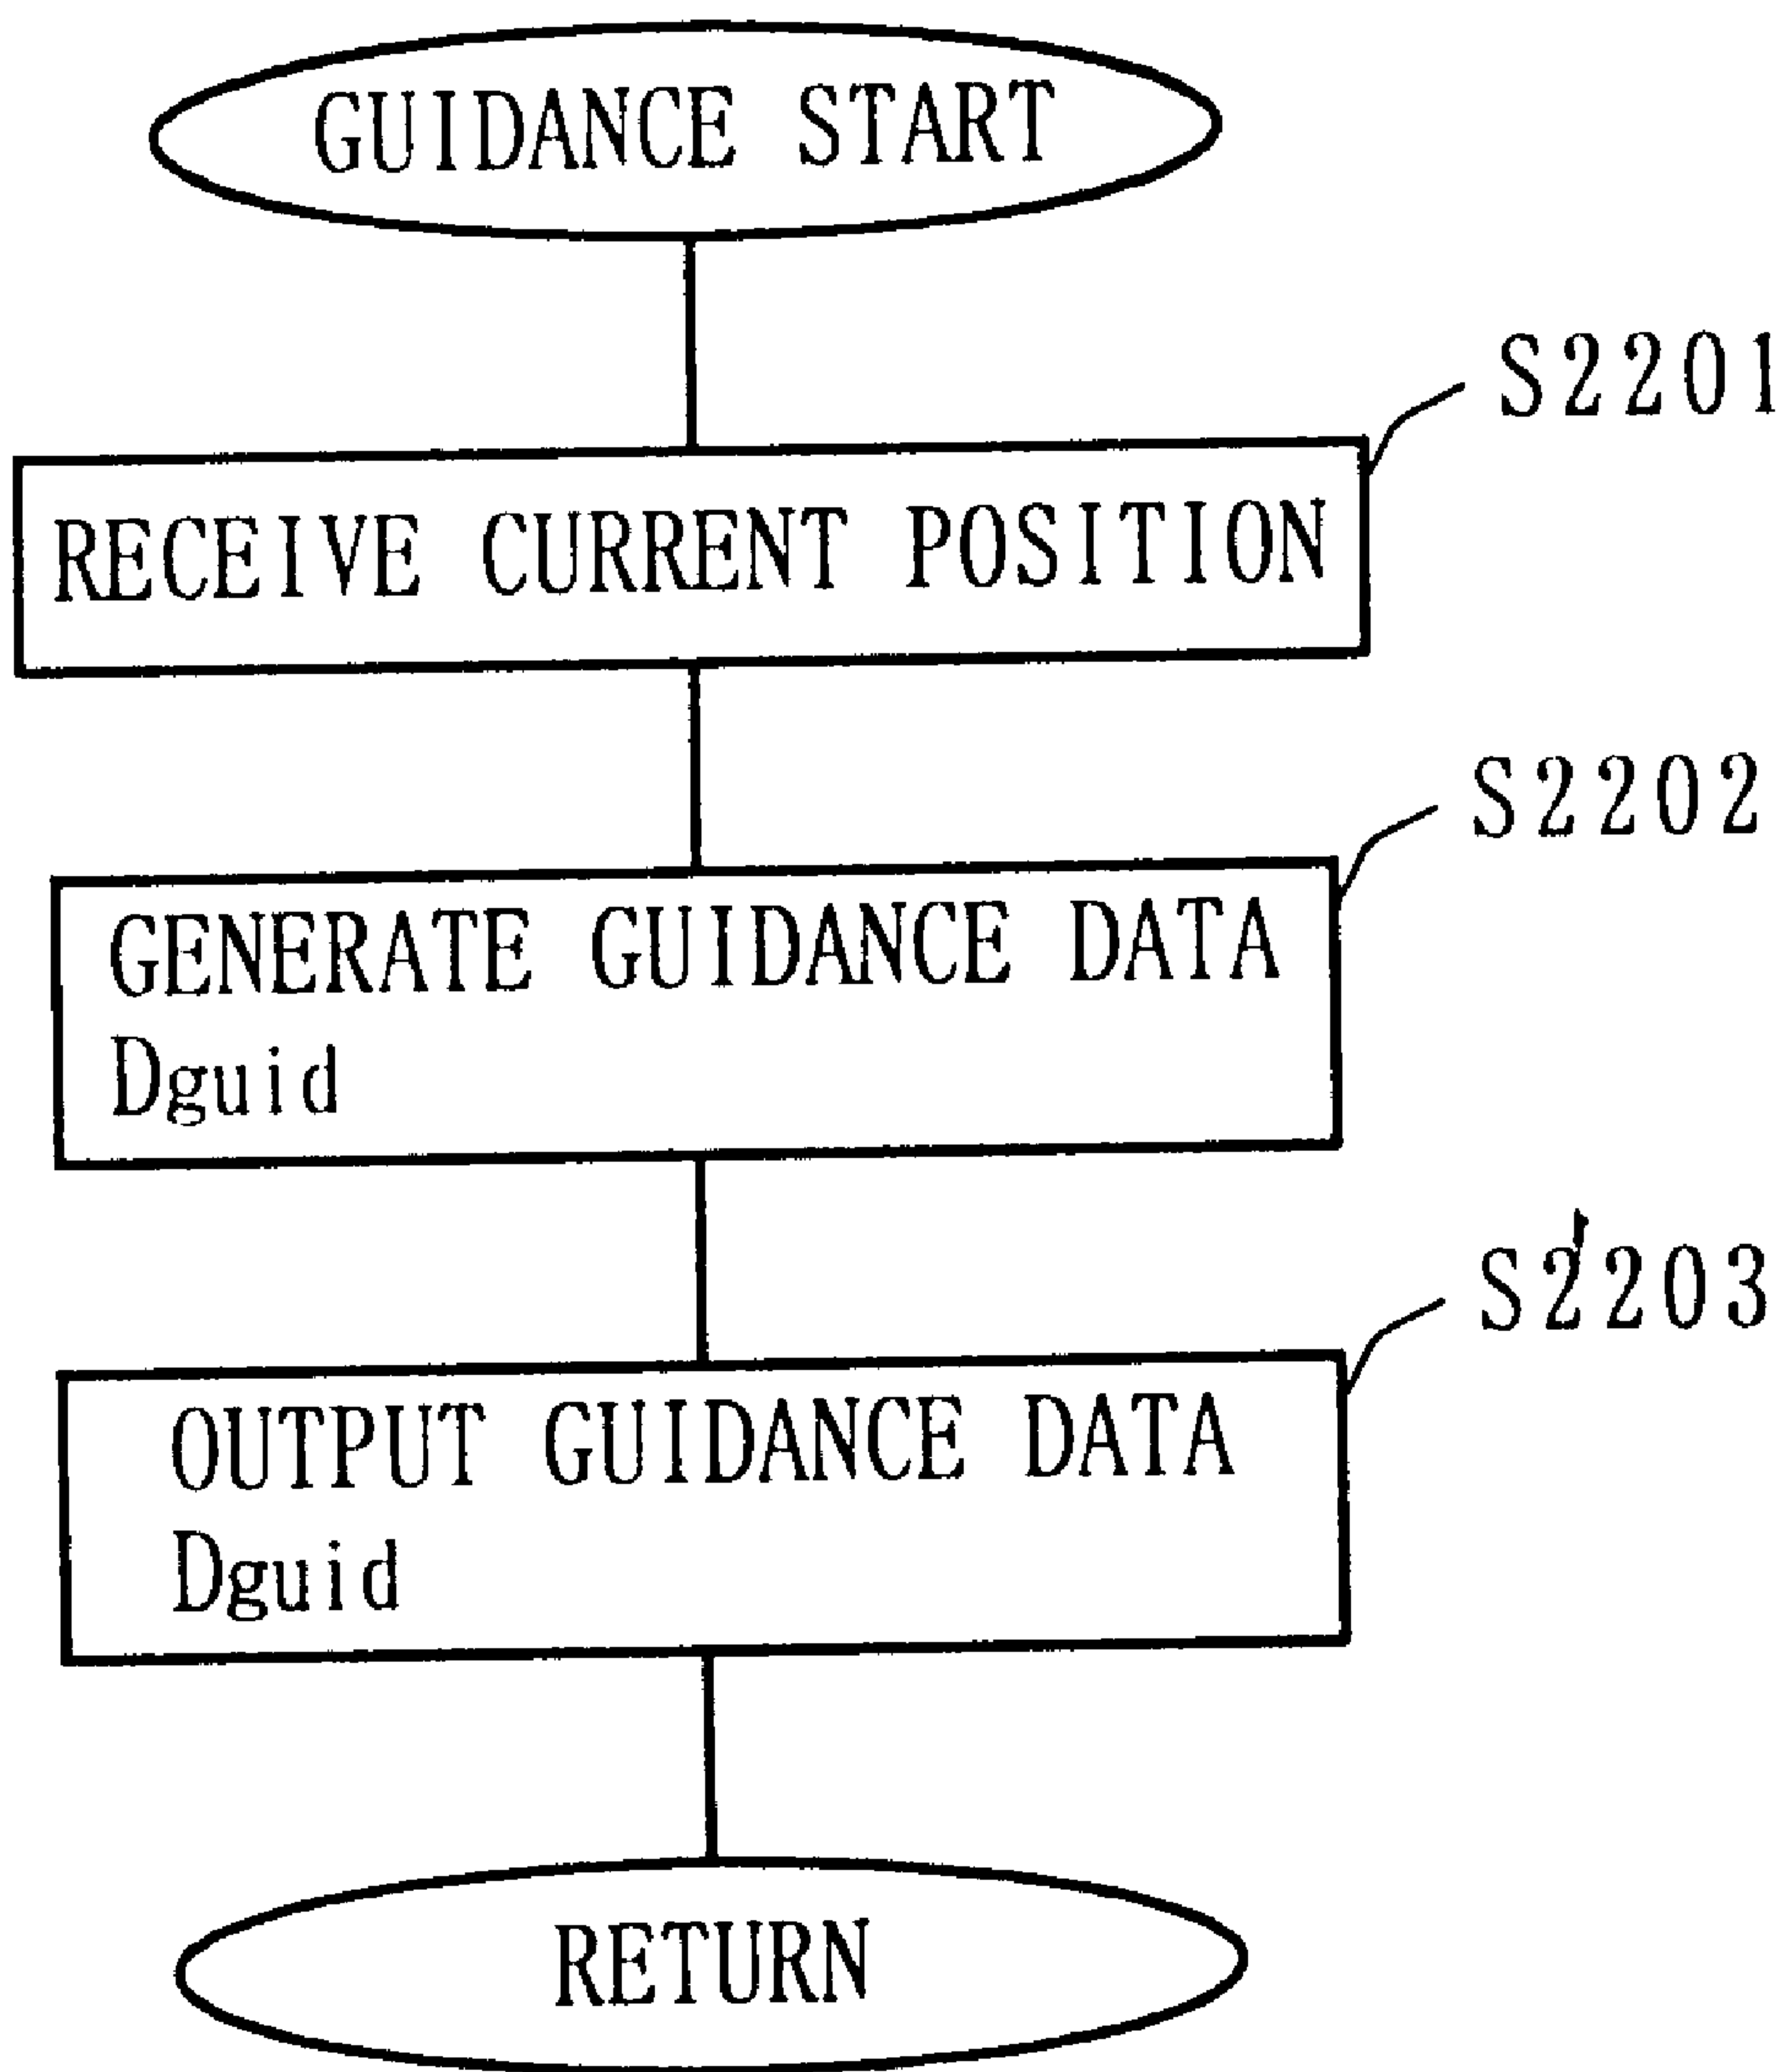 GUIDANCE START
S2201
RECEIVE CURRENT POSITION
S2202
GENERATE GUIDANCE DATA
Dguid
S2203
OUTPUT GUIDANCE DATA
Dguid
RETURN